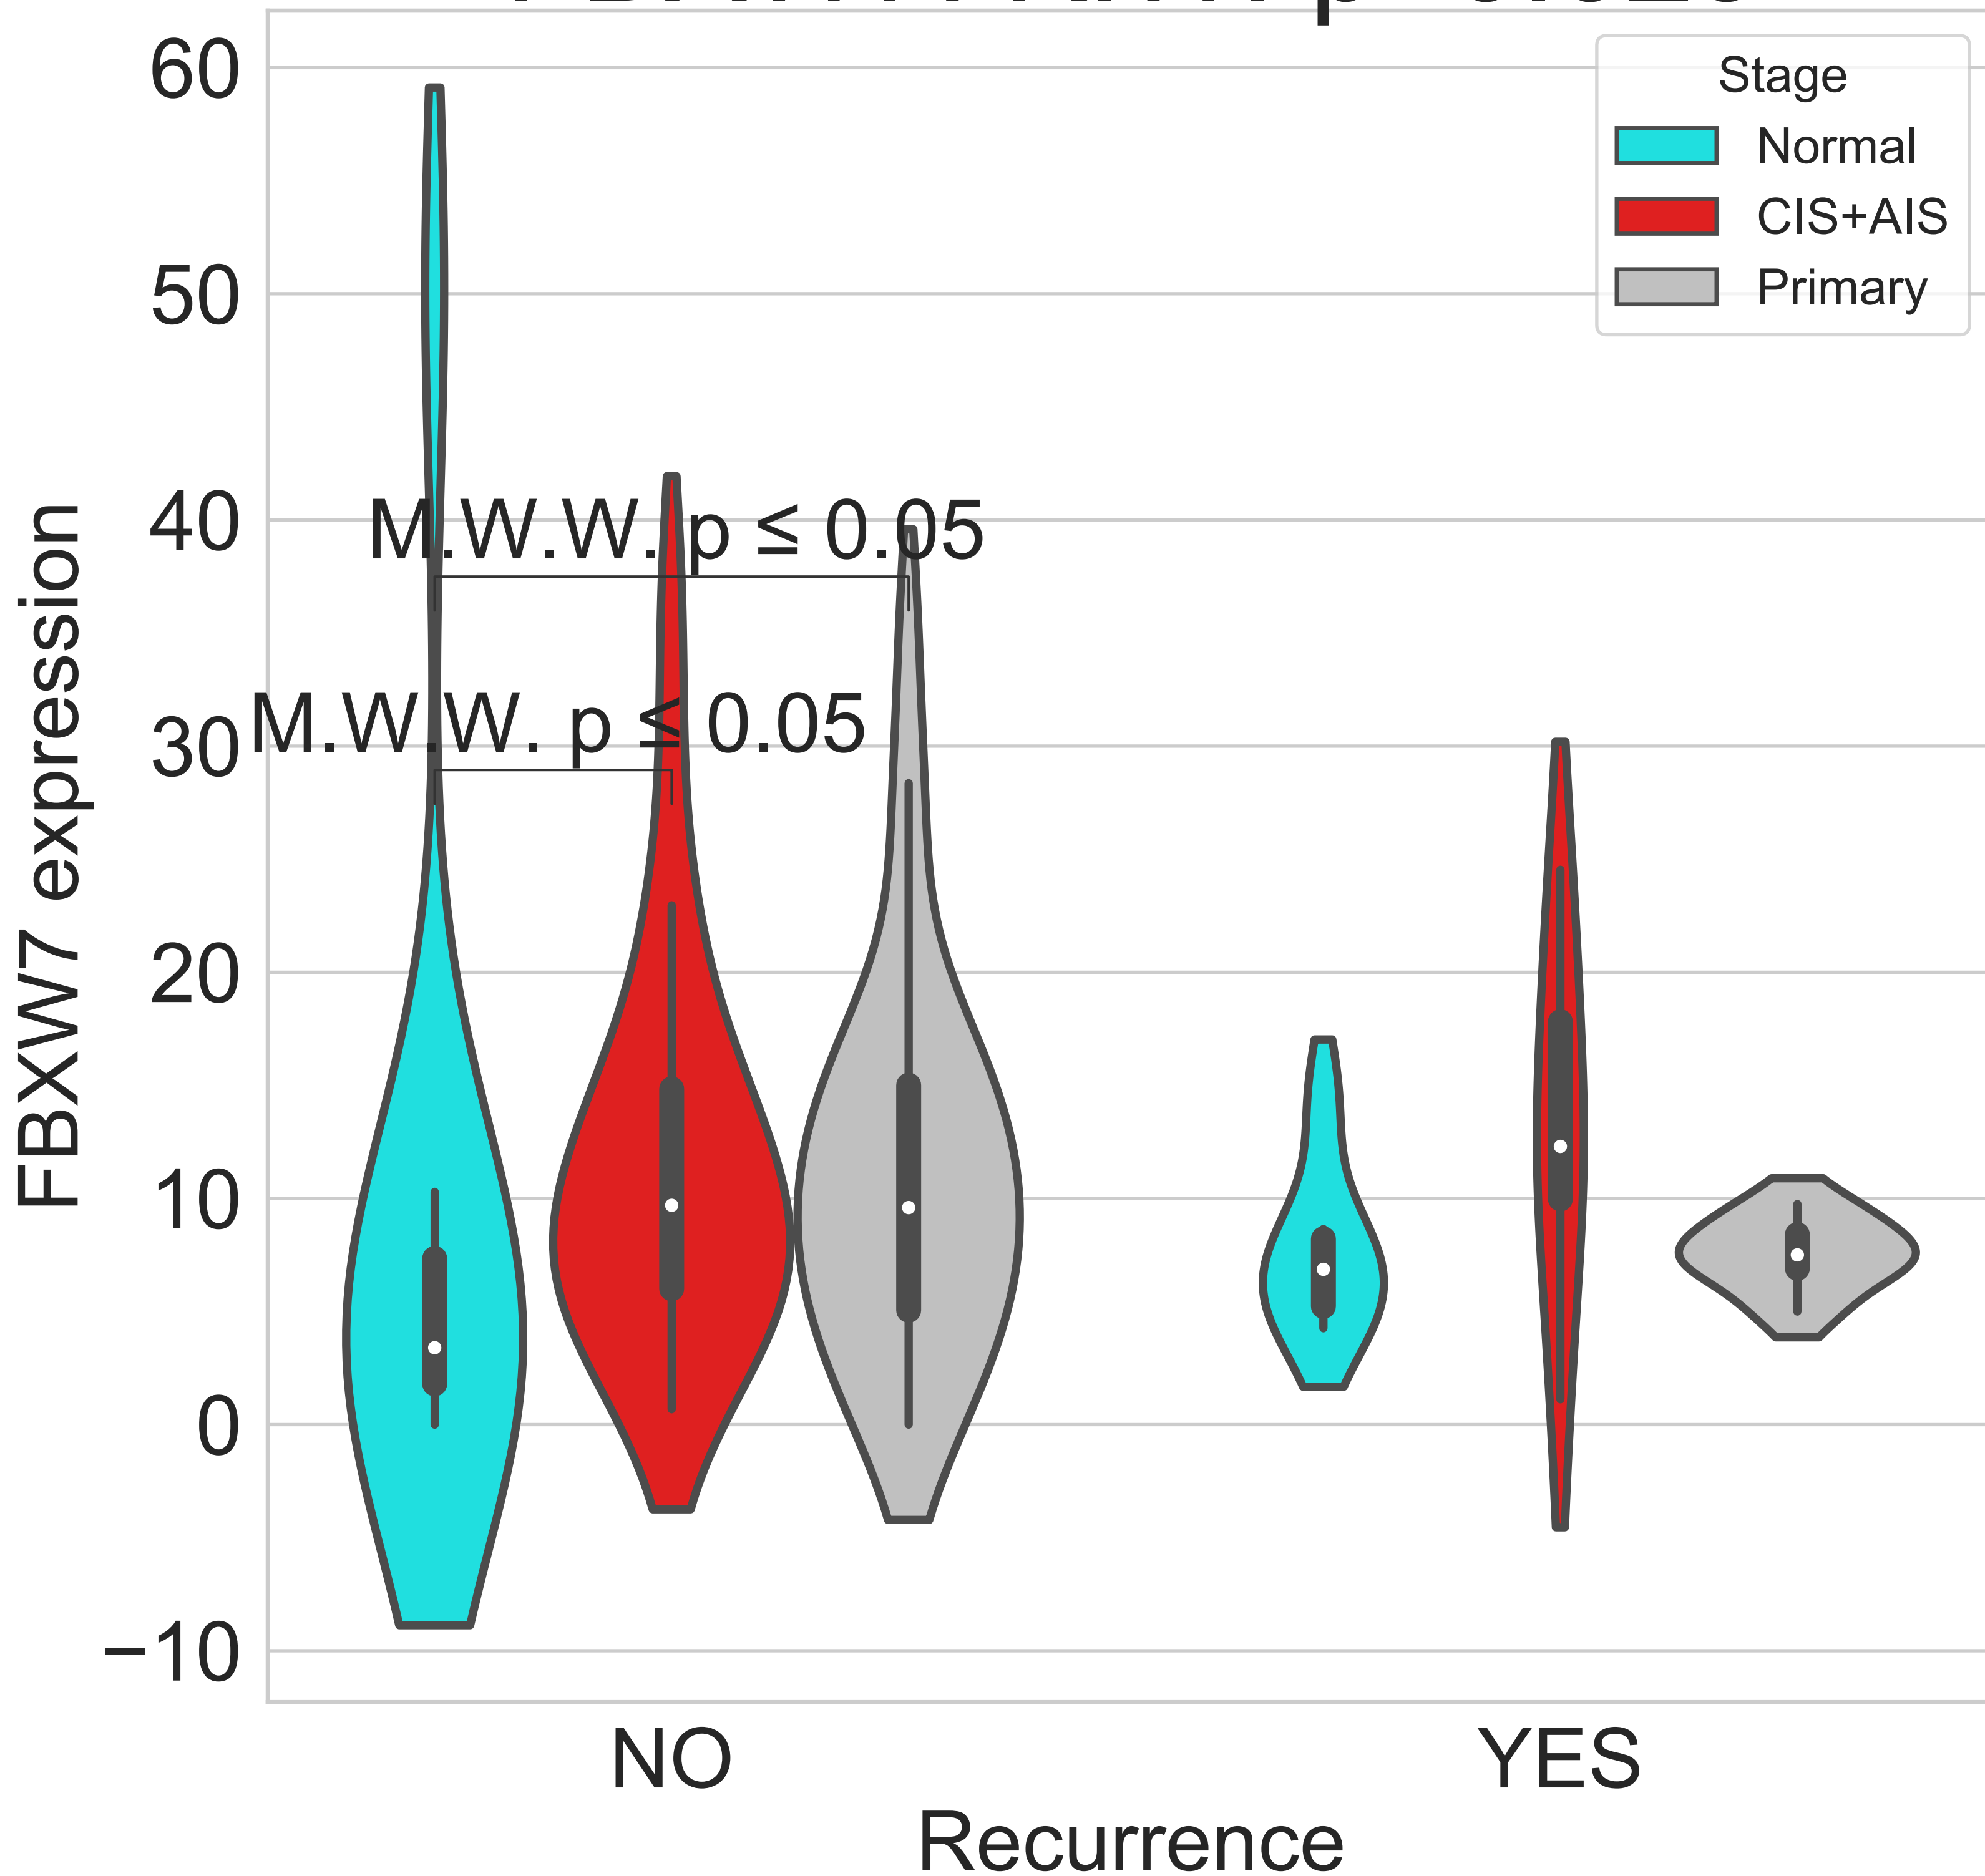 60
50
40
30
20
10
0
−10
FBXW7 expression
Stage
Normal
CIS+AIS
Primary
M.W.W. p ≤ 0.05
M.W.W. p ≤ 0.05
NO
YES
Recurrence